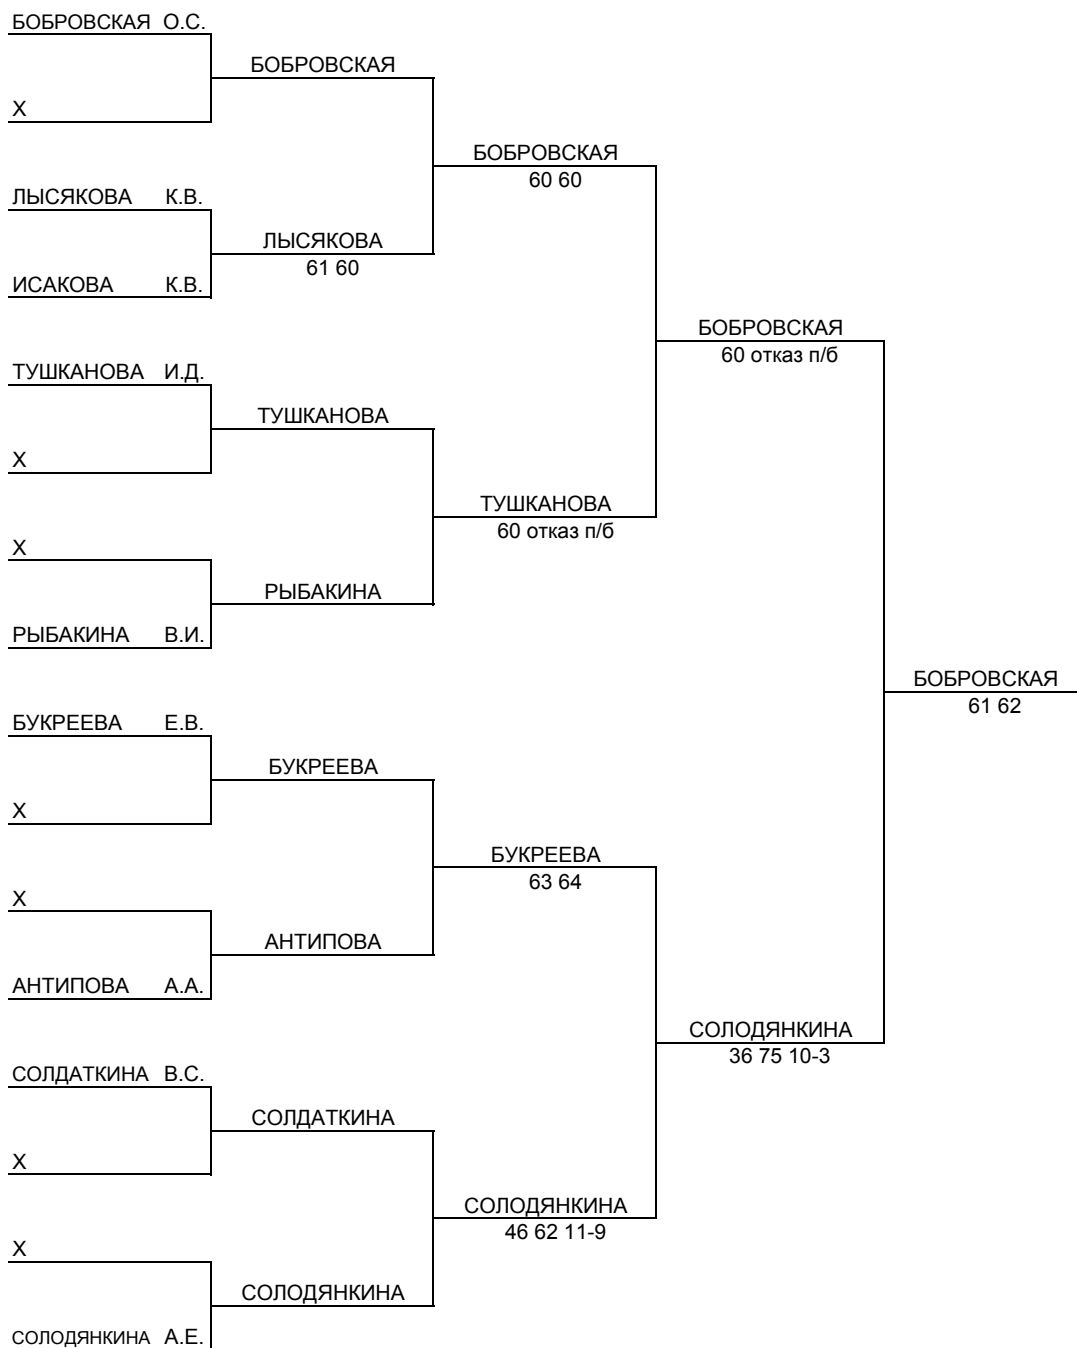 БОБРОВСКАЯ О.С.
БОБРОВСКАЯ
Х
БОБРОВСКАЯ
60 60
ЛЫСЯКОВА К.В.
ЛЫСЯКОВА
61 60
ИСАКОВА К.В.
БОБРОВСКАЯ
60 отказ п/б
ТУШКАНОВА И.Д.
ТУШКАНОВА
Х
ТУШКАНОВА
60 отказ п/б
Х
РЫБАКИНА
РЫБАКИНА В.И.
БОБРОВСКАЯ
61 62
БУКРЕЕВА Е.В.
БУКРЕЕВА
Х
БУКРЕЕВА
63 64
Х
АНТИПОВА
АНТИПОВА А.А.
СОЛОДЯНКИНА
36 75 10-3
СОЛДАТКИНА В.С.
СОЛДАТКИНА
Х
СОЛОДЯНКИНА
46 62 11-9
Х
СОЛОДЯНКИНА
СОЛОДЯНКИНА А.Е.